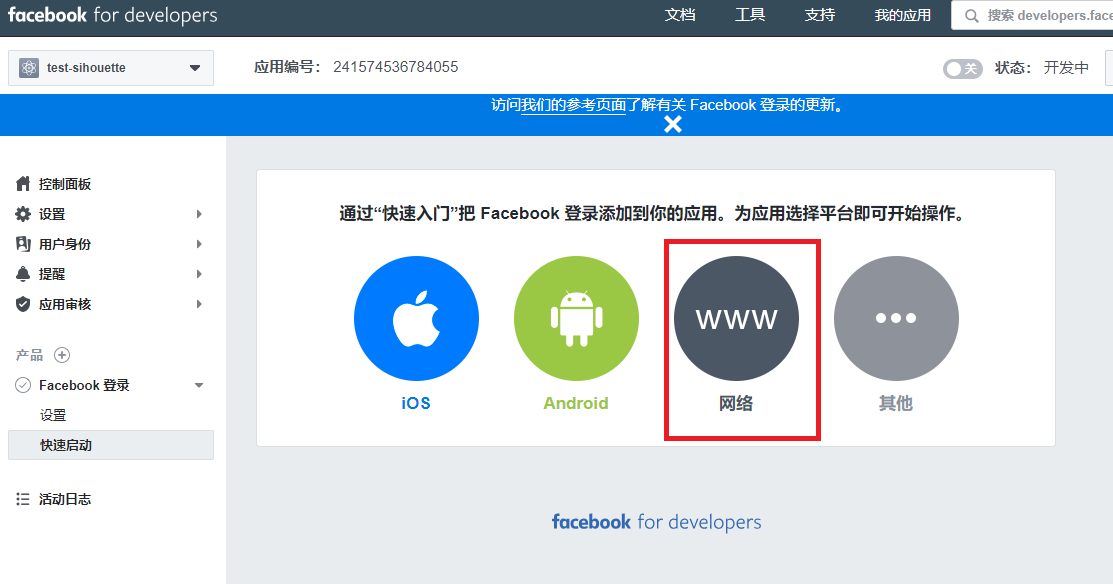 facebook for developers 文档 工具 支持 我的应用 搜索 developers.face
test-sihouette 应用编号： 241574536784055 关 状态： 开发中
访问我们的参考页面了解有关 Facebook 登录的更新。
控制面板
设置
用户身份
提醒
应用审核
产品
Facebook 登录
设置
快速启动
活动日志
通过“快速入门”把 Facebook 登录添加到你的应用。为应用选择平台即可开始操作。
www
iOS Android 网络 其他
facebook for developers